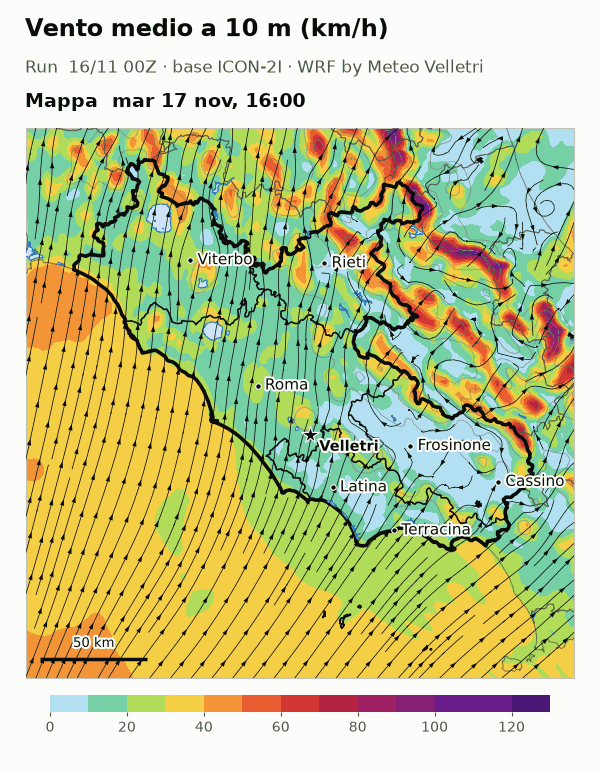 Vento medio a 10 m (km/h)
Run  16/11 00Z · base ICON-2I · WRF by Meteo Velletri
Mappa  mar 17 nov, 16:00
Viterbo
Rieti
Roma
Velletri
Frosinone
Latina
Cassino
Terracina
50 km
0 20 40 60 80 100 120